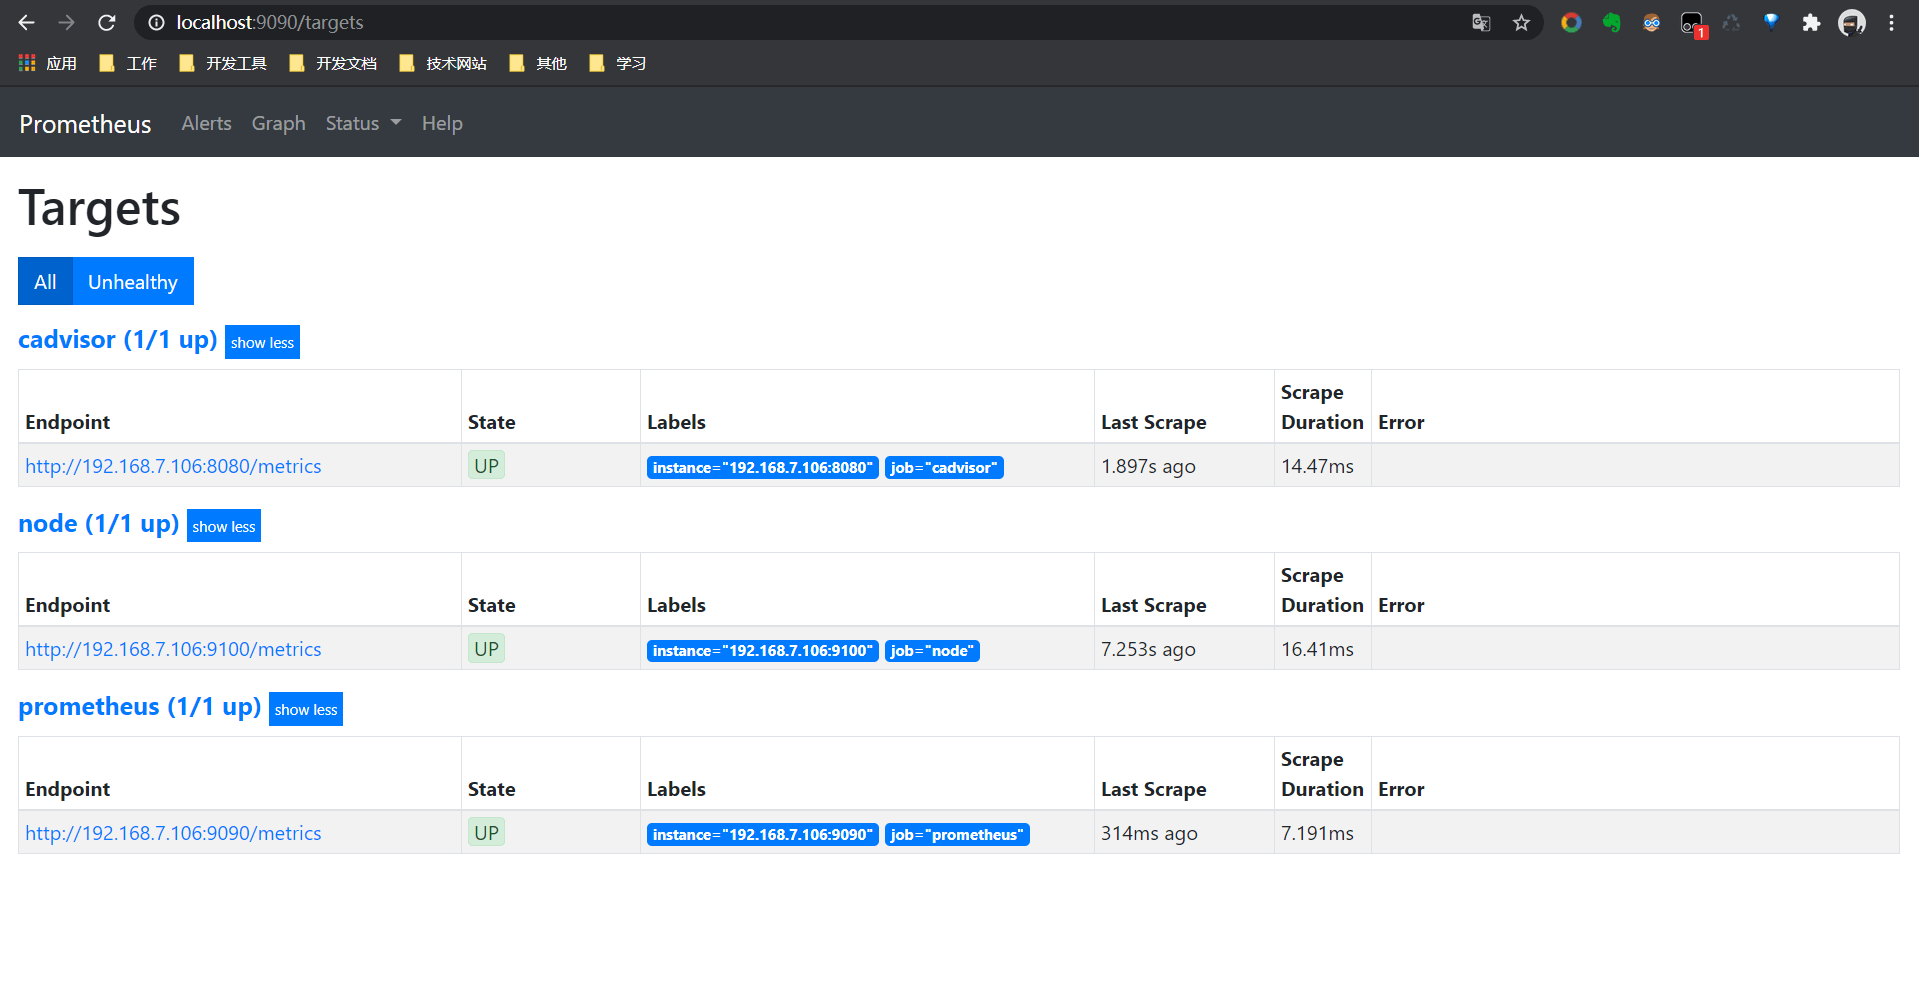 localhost:9090/targets
1
应用 工作 开发工具 开发文档 技术网站 其他 学习
Prometheus Alerts Graph Status Help
Targets
All Unhealthy
cadvisor (1/1 up) show less
Endpoint State Labels Last Scrape Scrape Duration Error
http://192.168.7.106:8080/metrics UP instance="192.168.7.106:8080" job="cadvisor" 1.897s ago 14.47ms
node (1/1 up) show less
Endpoint State Labels Last Scrape Scrape Duration Error
http://192.168.7.106:9100/metrics UP instance="192.168.7.106:9100" job="node" 7.253s ago 16.41ms
prometheus (1/1 up) show less
Endpoint State Labels Last Scrape Scrape Duration Error
http://192.168.7.106:9090/metrics UP instance="192.168.7.106:9090" job="prometheus" 314ms ago 7.191ms